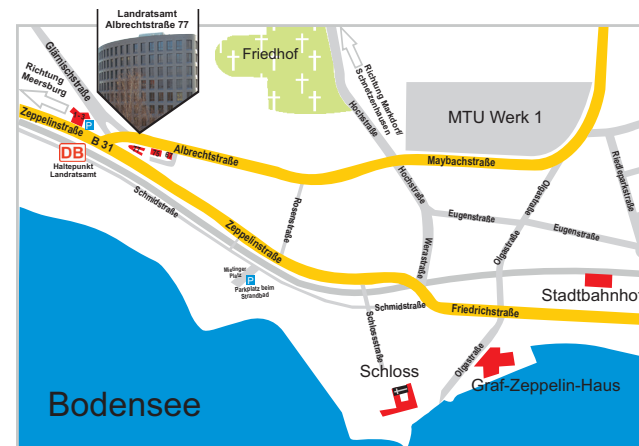 Landratsamt
Albrechtstraße 77
Glärnischstraße
Friedhof
Richtung
Meersburg
Richtung Markdorf/
Schnetzenhausen
Hochstraße
MTU Werk 1
Zeppelinstraße
P
B 31
DB
Haltepunkt
Landratsamt
Albrechtstraße
Maybachstraße
Riedleparkstraße
Hochstraße
Olgastraße
Schmidstraße
Rosenstraße
Eugenstraße
Eugenstraße
Zeppelinstraße
Werastraße
Olgastraße
P
Parkplatz beim
Strandbad
Stadtbahnhof
Schmidstraße
Friedrichstraße
Schlossstraße
Schloss
Olgastraße
Graf-Zeppelin-Haus
Bodensee